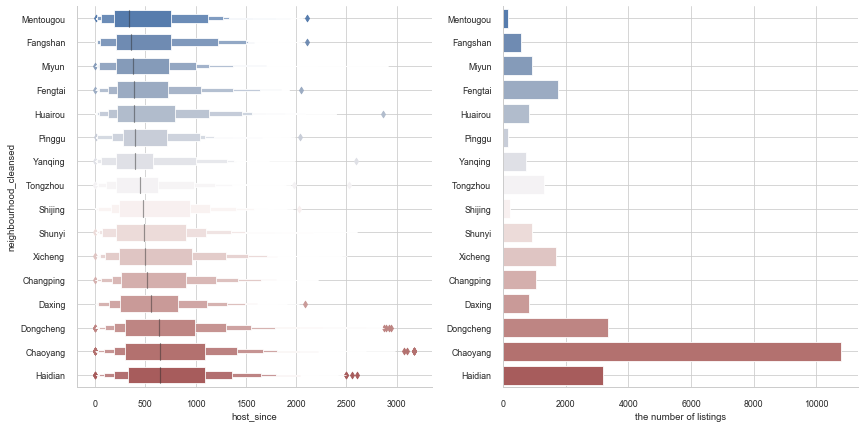 neighbourhood_cleansed
Mentougou
Fangshan
Miyun
Fengtai
Huairou
Pinggu
Yanqing
Tongzhou
Shijing
Shunyi
Xicheng
Changping
Daxing
Dongcheng
Chaoyang
Haidian
0 500 1000 1500 2000 2500 3000
host_since
Mentougou
Fangshan
Miyun
Fengtai
Huairou
Pinggu
Yanqing
Tongzhou
Shijing
Shunyi
Xicheng
Changping
Daxing
Dongcheng
Chaoyang
Haidian
0 2000 4000 6000 8000 10000
the number of listings